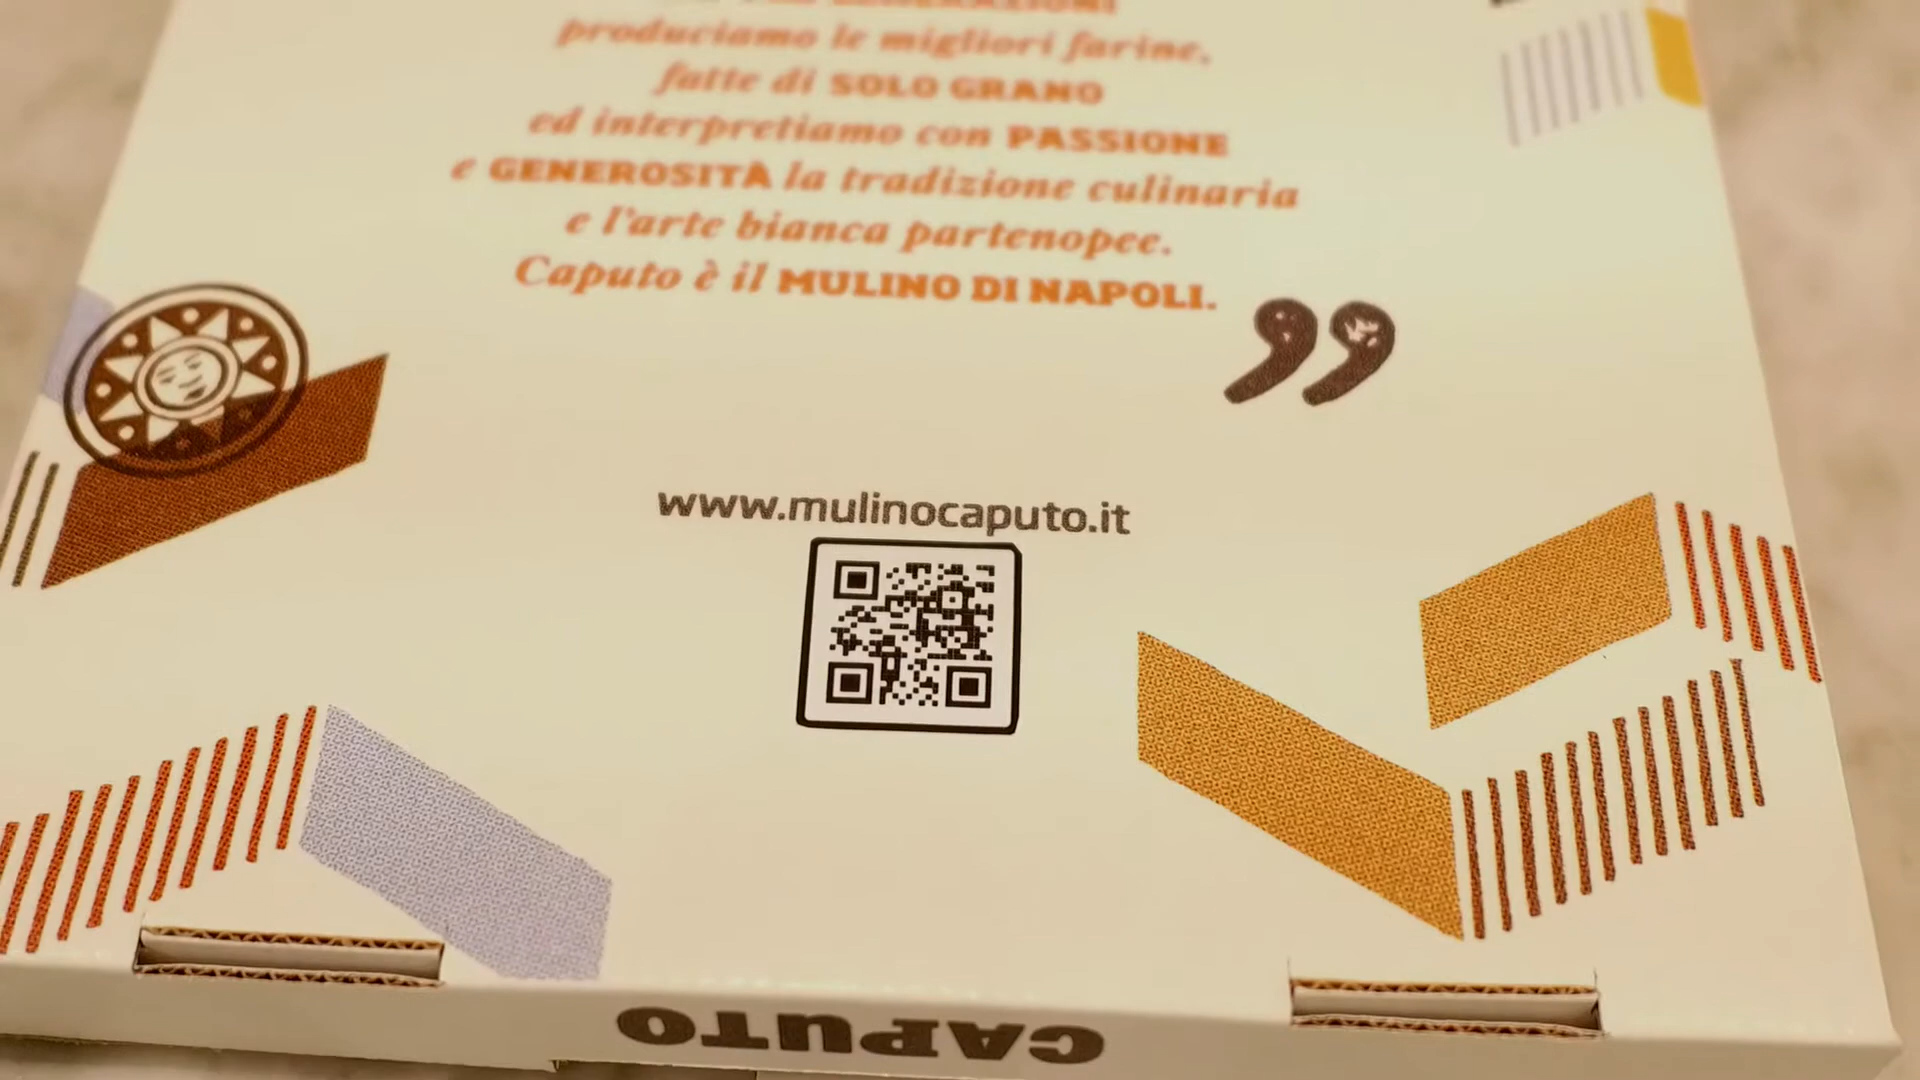 GENERAZIONI
produciamo le migliori farine,
fatte di SOLO GRANO
ed interpretiamo con PASSIONE
e GENEROSITÀ la tradizione culinaria
e l'arte bianca partenopee.
Caputo è il MULINO DI NAPOLI.
”
www.mulinocaputo.it
CAPUTO